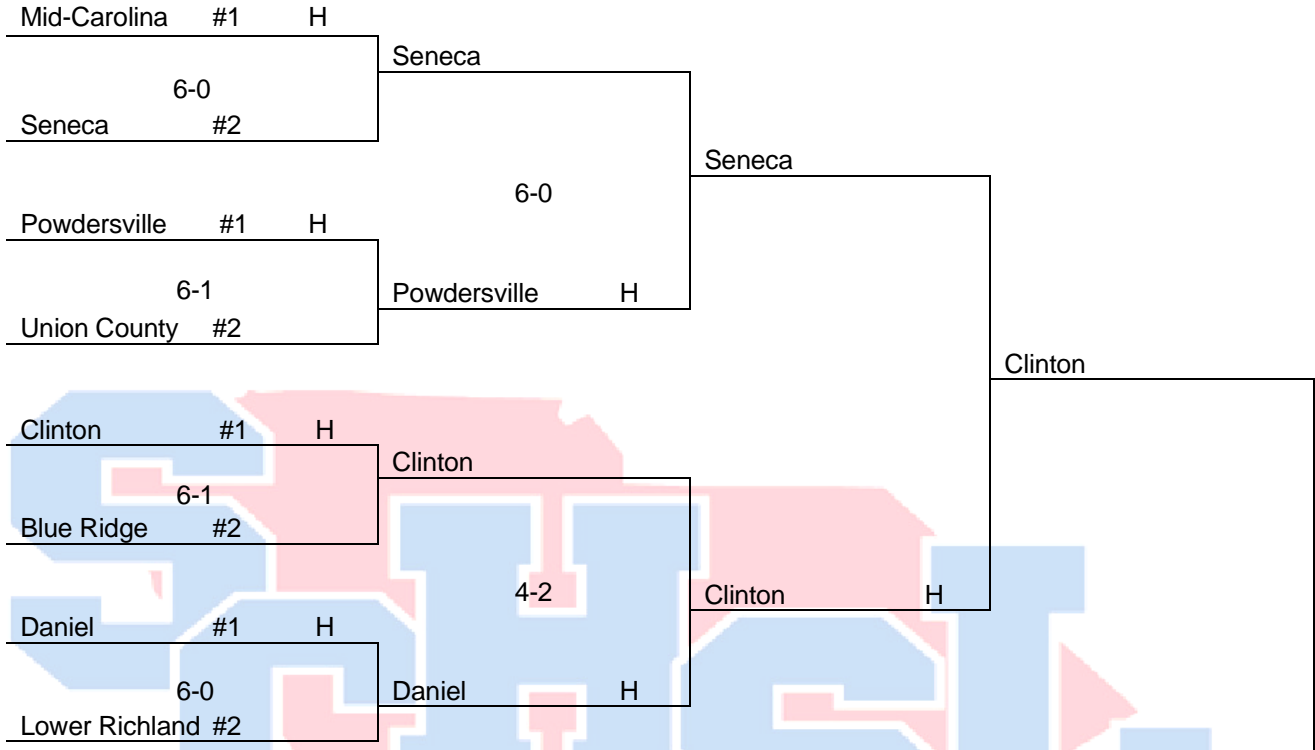 Mid-Carolina #1 H
Seneca
6-0
Seneca #2
Seneca
6-0
Powdersville #1 H
6-1
Powdersville H
Union County #2
Clinton
Clinton #1 H
Clinton
6-1
Blue Ridge #2
4-2
Clinton H
Daniel #1 H
6-0
Daniel H
Lower Richland #2